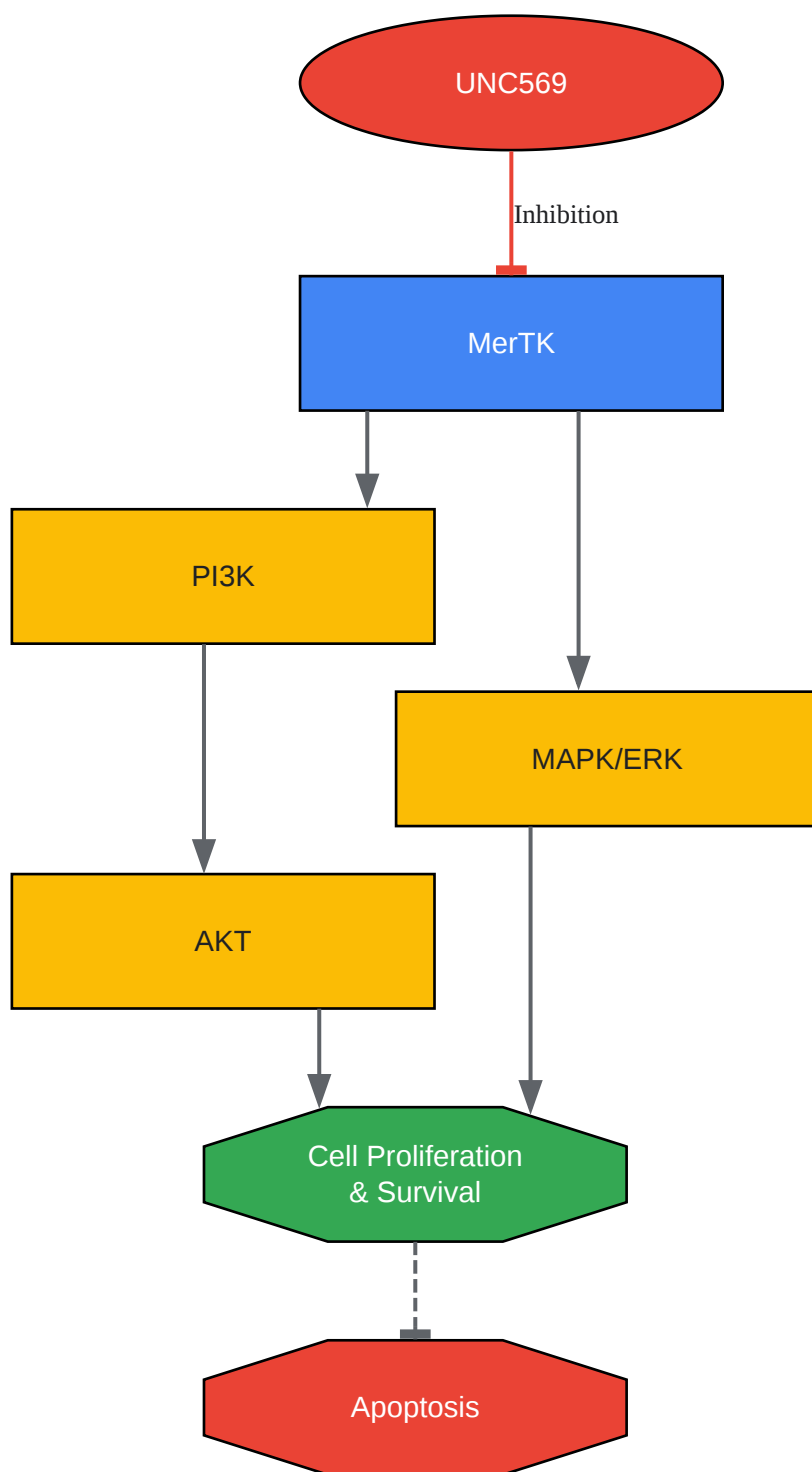 UNC569
Inhibition
MerTK
PI3K
MAPK/ERK
AKT
Cell Proliferation
& Survival
Apoptosis